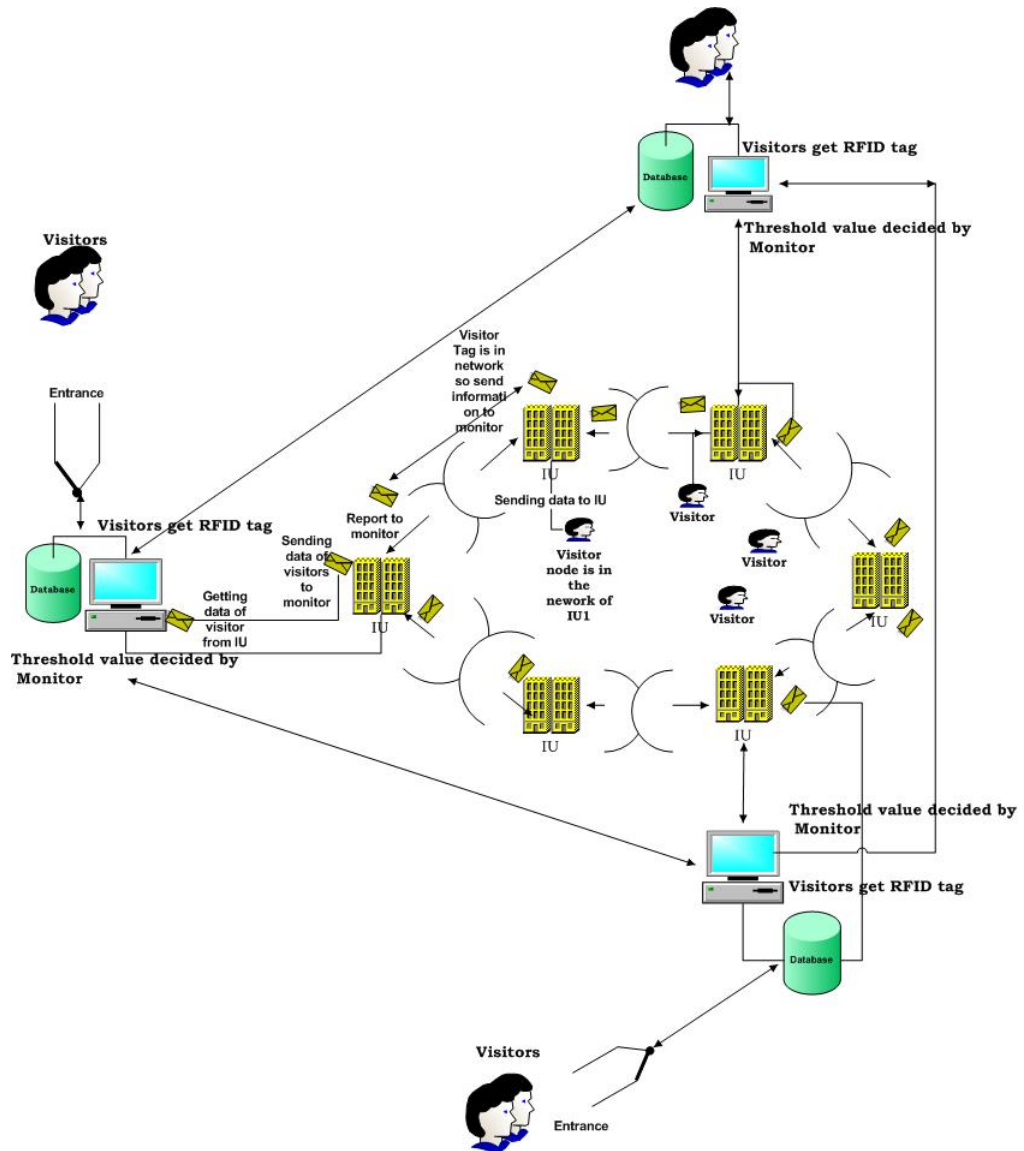 Visitors get RFID tag
Database
Threshold value decided by
Monitor
Visitors
Entrance
Visitor
Tag is in
network
so send
informati
on to
monitor
IU
IU
Sending data to IU
Visitor
Visitor
node is in
the
nework of
IU1
Visitor
Visitor
IU
Report to
monitor
Visitors get RFID tag
Sending
data of
visitors
to
monitor
Database
Getting
data of
visitor
from IU
IU
Threshold value decided by
Monitor
IU
IU
Threshold value decided by
Monitor
Visitors get RFID tag
Database
Visitors
Entrance